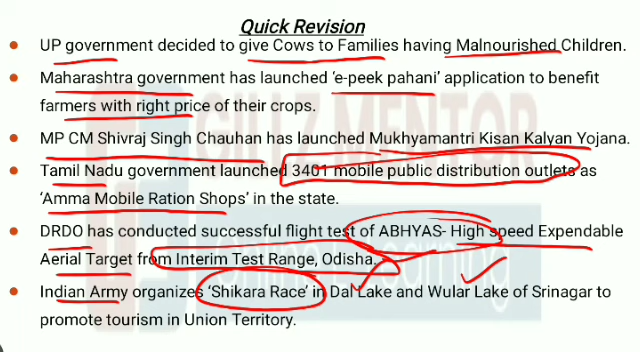 Quick Revision
UP government decided to give Cows to Families having Malnourished Children.
Maharashtra government has launched ‘e-peek pahani’ application to benefit
farmers with right price of their crops.
MP CM Shivraj Singh Chauhan has launched Mukhyamantri Kisan Kalyan Yojana.
Tamil Nadu government launched 3401 mobile public distribution outlets as
‘Amma Mobile Ration Shops’ in the state.
DRDO has conducted successful flight test of ABHYAS- High speed Expendable
Aerial Target from Interim Test Range, Odisha.
Indian Army organizes ‘Shikara Race’ in Dal Lake and Wular Lake of Srinagar to
promote tourism in Union Territory.